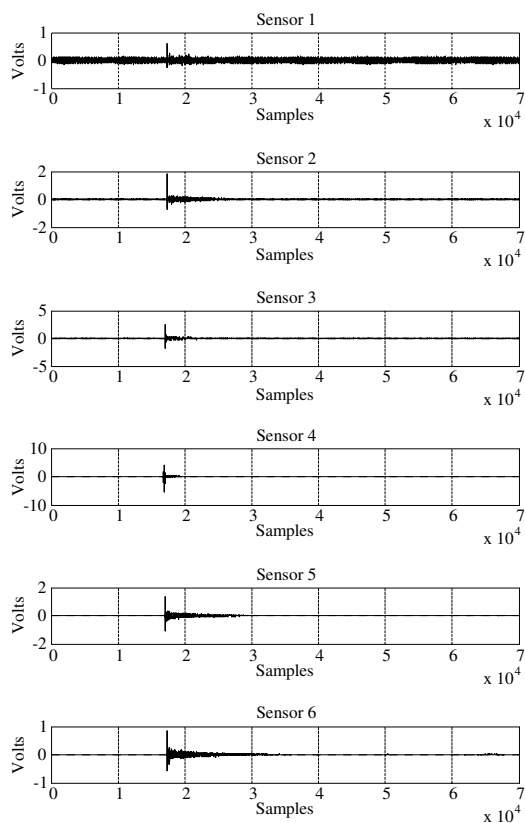 Sensor 1
1
0
-1
Volts
0 1 2 3 4 5 6 7
Samples
x 10^4
Sensor 2
2
0
-2
Volts
0 1 2 3 4 5 6 7
Samples
x 10^4
Sensor 3
5
0
-5
Volts
0 1 2 3 4 5 6 7
Samples
x 10^4
Sensor 4
10
0
-10
Volts
0 1 2 3 4 5 6 7
Samples
x 10^4
Sensor 5
2
0
-2
Volts
0 1 2 3 4 5 6 7
Samples
x 10^4
Sensor 6
1
0
-1
Volts
0 1 2 3 4 5 6 7
Samples
x 10^4